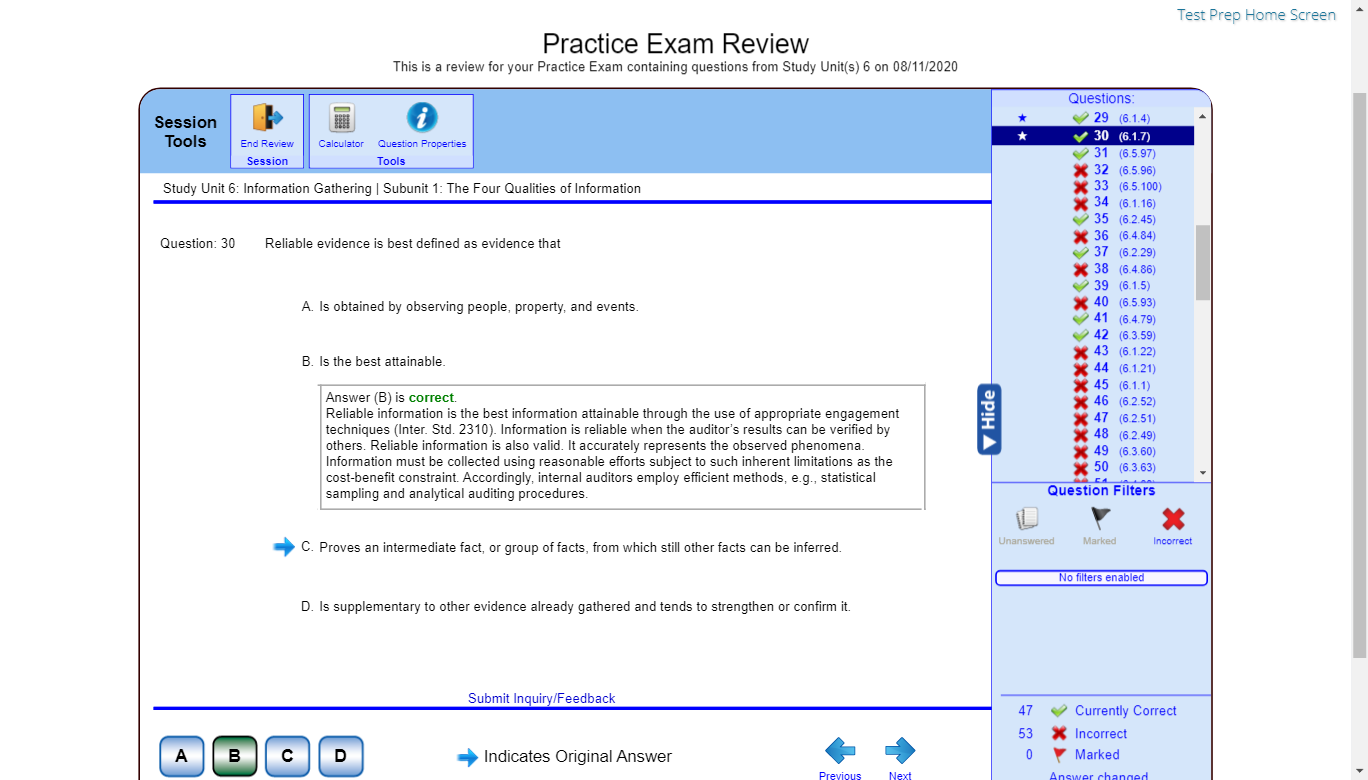 Test Prep Home Screen
Practice Exam Review
This is a review for your Practice Exam containing questions from Study Unit(s) 6 on 08/11/2020
Session Tools
End Review
Session
Calculator
Question Properties
Tools
Study Unit 6: Information Gathering | Subunit 1: The Four Qualities of Information
Question: 30 Reliable evidence is best defined as evidence that
A. Is obtained by observing people, property, and events.
B. Is the best attainable.
Answer (B) is correct.
Reliable information is the best information attainable through the use of appropriate engagement
techniques (Inter. Std. 2310). Information is reliable when the auditor's results can be verified by
others. Reliable information is also valid. It accurately represents the observed phenomena.
Information must be collected using reasonable efforts subject to such inherent limitations as the
cost-benefit constraint. Accordingly, internal auditors employ efficient methods, e.g., statistical
sampling and analytical auditing procedures.
C. Proves an intermediate fact, or group of facts, from which still other facts can be inferred.
D. Is supplementary to other evidence already gathered and tends to strengthen or confirm it.
Submit Inquiry/Feedback
A B C D
Indicates Original Answer
Previous
Next
Hide
Questions:
29 (6.1.4)
30 (6.1.7)
31 (6.5.97)
32 (6.5.96)
33 (6.5.100)
34 (6.1.16)
35 (6.2.45)
36 (6.4.84)
37 (6.2.29)
38 (6.4.86)
39 (6.1.5)
40 (6.5.93)
41 (6.4.79)
42 (6.3.59)
43 (6.1.22)
44 (6.1.21)
45 (6.1.1)
46 (6.2.52)
47 (6.2.51)
48 (6.2.49)
49 (6.3.60)
50 (6.3.63)
Question Filters
Unanswered
Marked
Incorrect
No filters enabled
47 Currently Correct
53 Incorrect
0 Marked
Answer changed